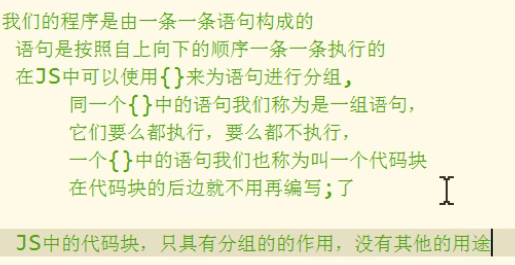 我们的程序是由一条一条语句构成的
语句是按照自上向下的顺序一条一条执行的
在JS中可以使用{}来为语句进行分组,
同一个{}中的语句我们称为是一组语句,
它们要么都执行，要么都不执行,
一个{}中的语句我们也称为叫一个代码块
在代码块的后边就不用再编写;了
JS中的代码块，只具有分组的的作用，没有其他的用途